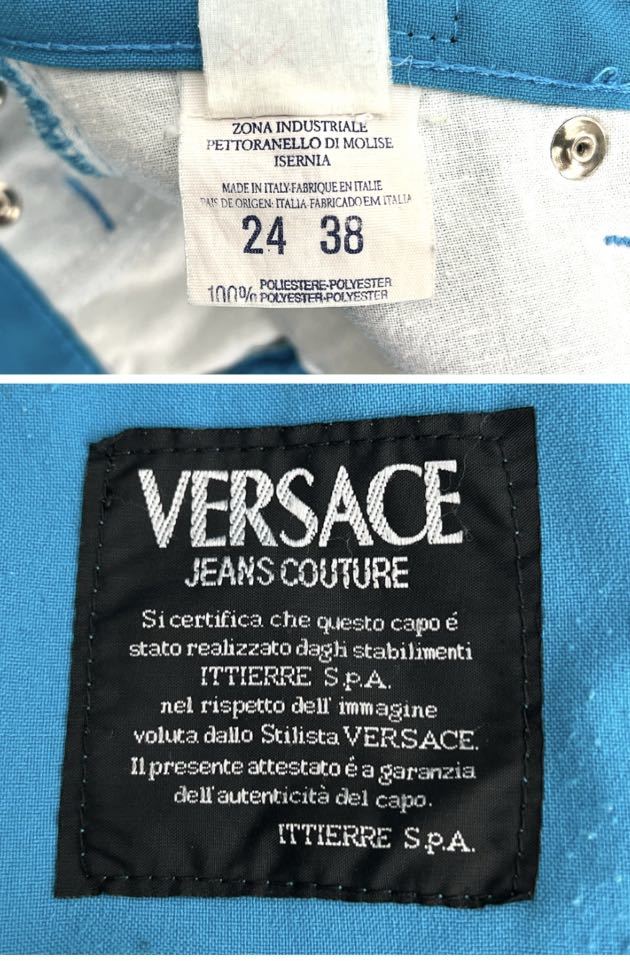 ZONA INDUSTRIALE
PETTORANELLO DI MOLISE
ISERNIA
MADE IN ITALY-FABRIQUE EN ITALIE
PAIS DE ORIGEN: ITALIA-FABRICADO EM ITALIA
24 38
100% POLIESTERE-POLYESTER
POLYESTER-POLYESTER
VERSACE
JEANS COUTURE
Si certifica che questo capo é
stato realizzato dagli stabilimenti
ITTIERRE S.p.A.
nel rispetto dell' immagine
voluta dallo Stilista VERSACE.
Il presente attestato é a garanzia
dell'autenticità del capo.
ITTIERRE S.p.A.